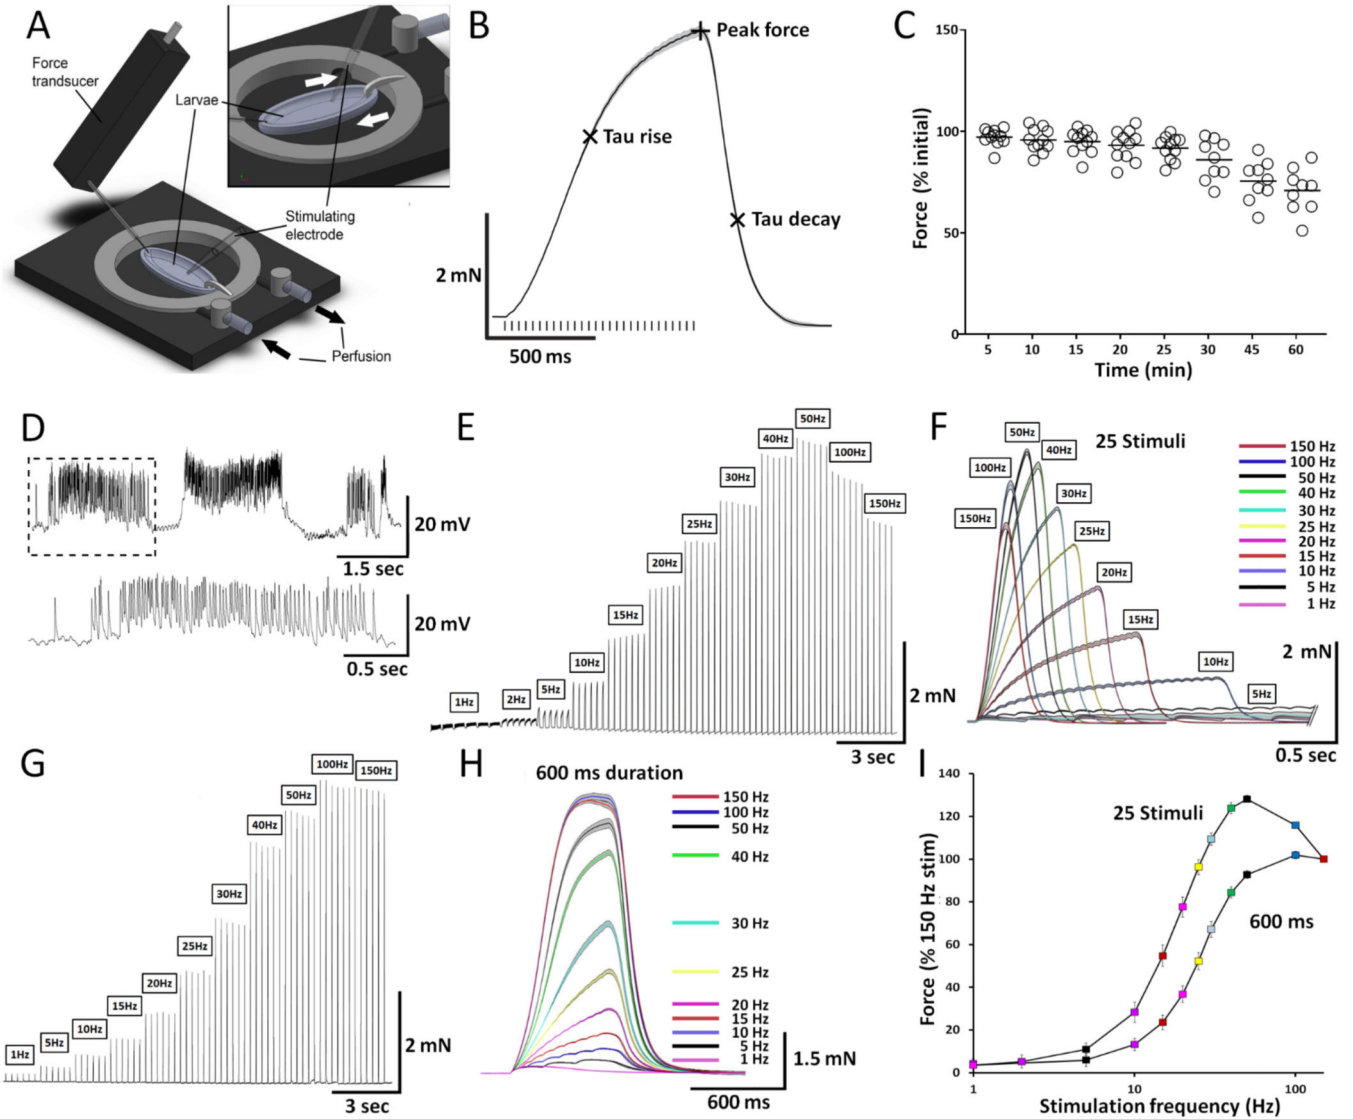 A
Force
trandsucer
Larvae
Stimulating
electrode
Perfusion
B
Peak force
Tau rise
Tau decay
2 mN
500 ms
C
Force (% initial)
150
100
50
0
5 10 15 20 25 30 45 60
Time (min)
D
20 mV
1.5 sec
20 mV
0.5 sec
E
1Hz
2Hz
5Hz
10Hz
15Hz
20Hz
25Hz
30Hz
40Hz
50Hz
100Hz
150Hz
2 mN
3 sec
F
25 Stimuli
50Hz
40Hz
100Hz
30Hz
150Hz
25Hz
20Hz
15Hz
10Hz
5Hz
150 Hz
100 Hz
50 Hz
40 Hz
30 Hz
25 Hz
20 Hz
15 Hz
10 Hz
5 Hz
1 Hz
2 mN
0.5 sec
G
1Hz
5Hz
10Hz
15Hz
20Hz
25Hz
30Hz
40Hz
50Hz
100Hz
150Hz
2 mN
3 sec
H
600 ms duration
150 Hz
100 Hz
50 Hz
40 Hz
30 Hz
25 Hz
20 Hz
15 Hz
10 Hz
5 Hz
1 Hz
1.5 mN
600 ms
I
Force (% 150 Hz stim)
140
120
100
80
60
40
20
0
25 Stimuli
600 ms
1 10 100
Stimulation frequency (Hz)